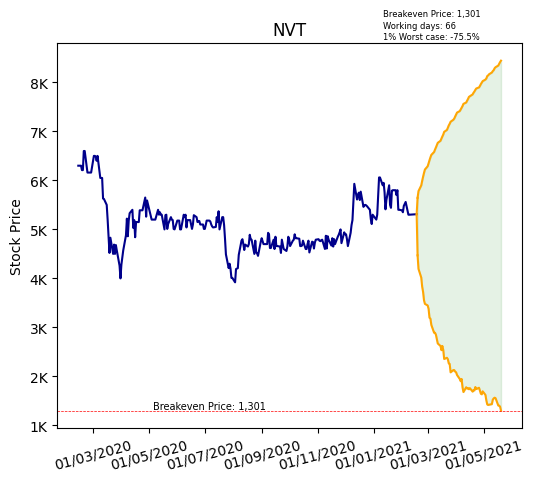 Breakeven Price: 1,301
Working days: 66
1% Worst case: -75.5%
NVT
Stock Price
8K
7K
6K
5K
4K
3K
2K
1K
Breakeven Price: 1,301
01/03/2020 01/05/2020 01/07/2020 01/09/2020 01/11/2020 01/01/2021 01/03/2021 01/05/2021